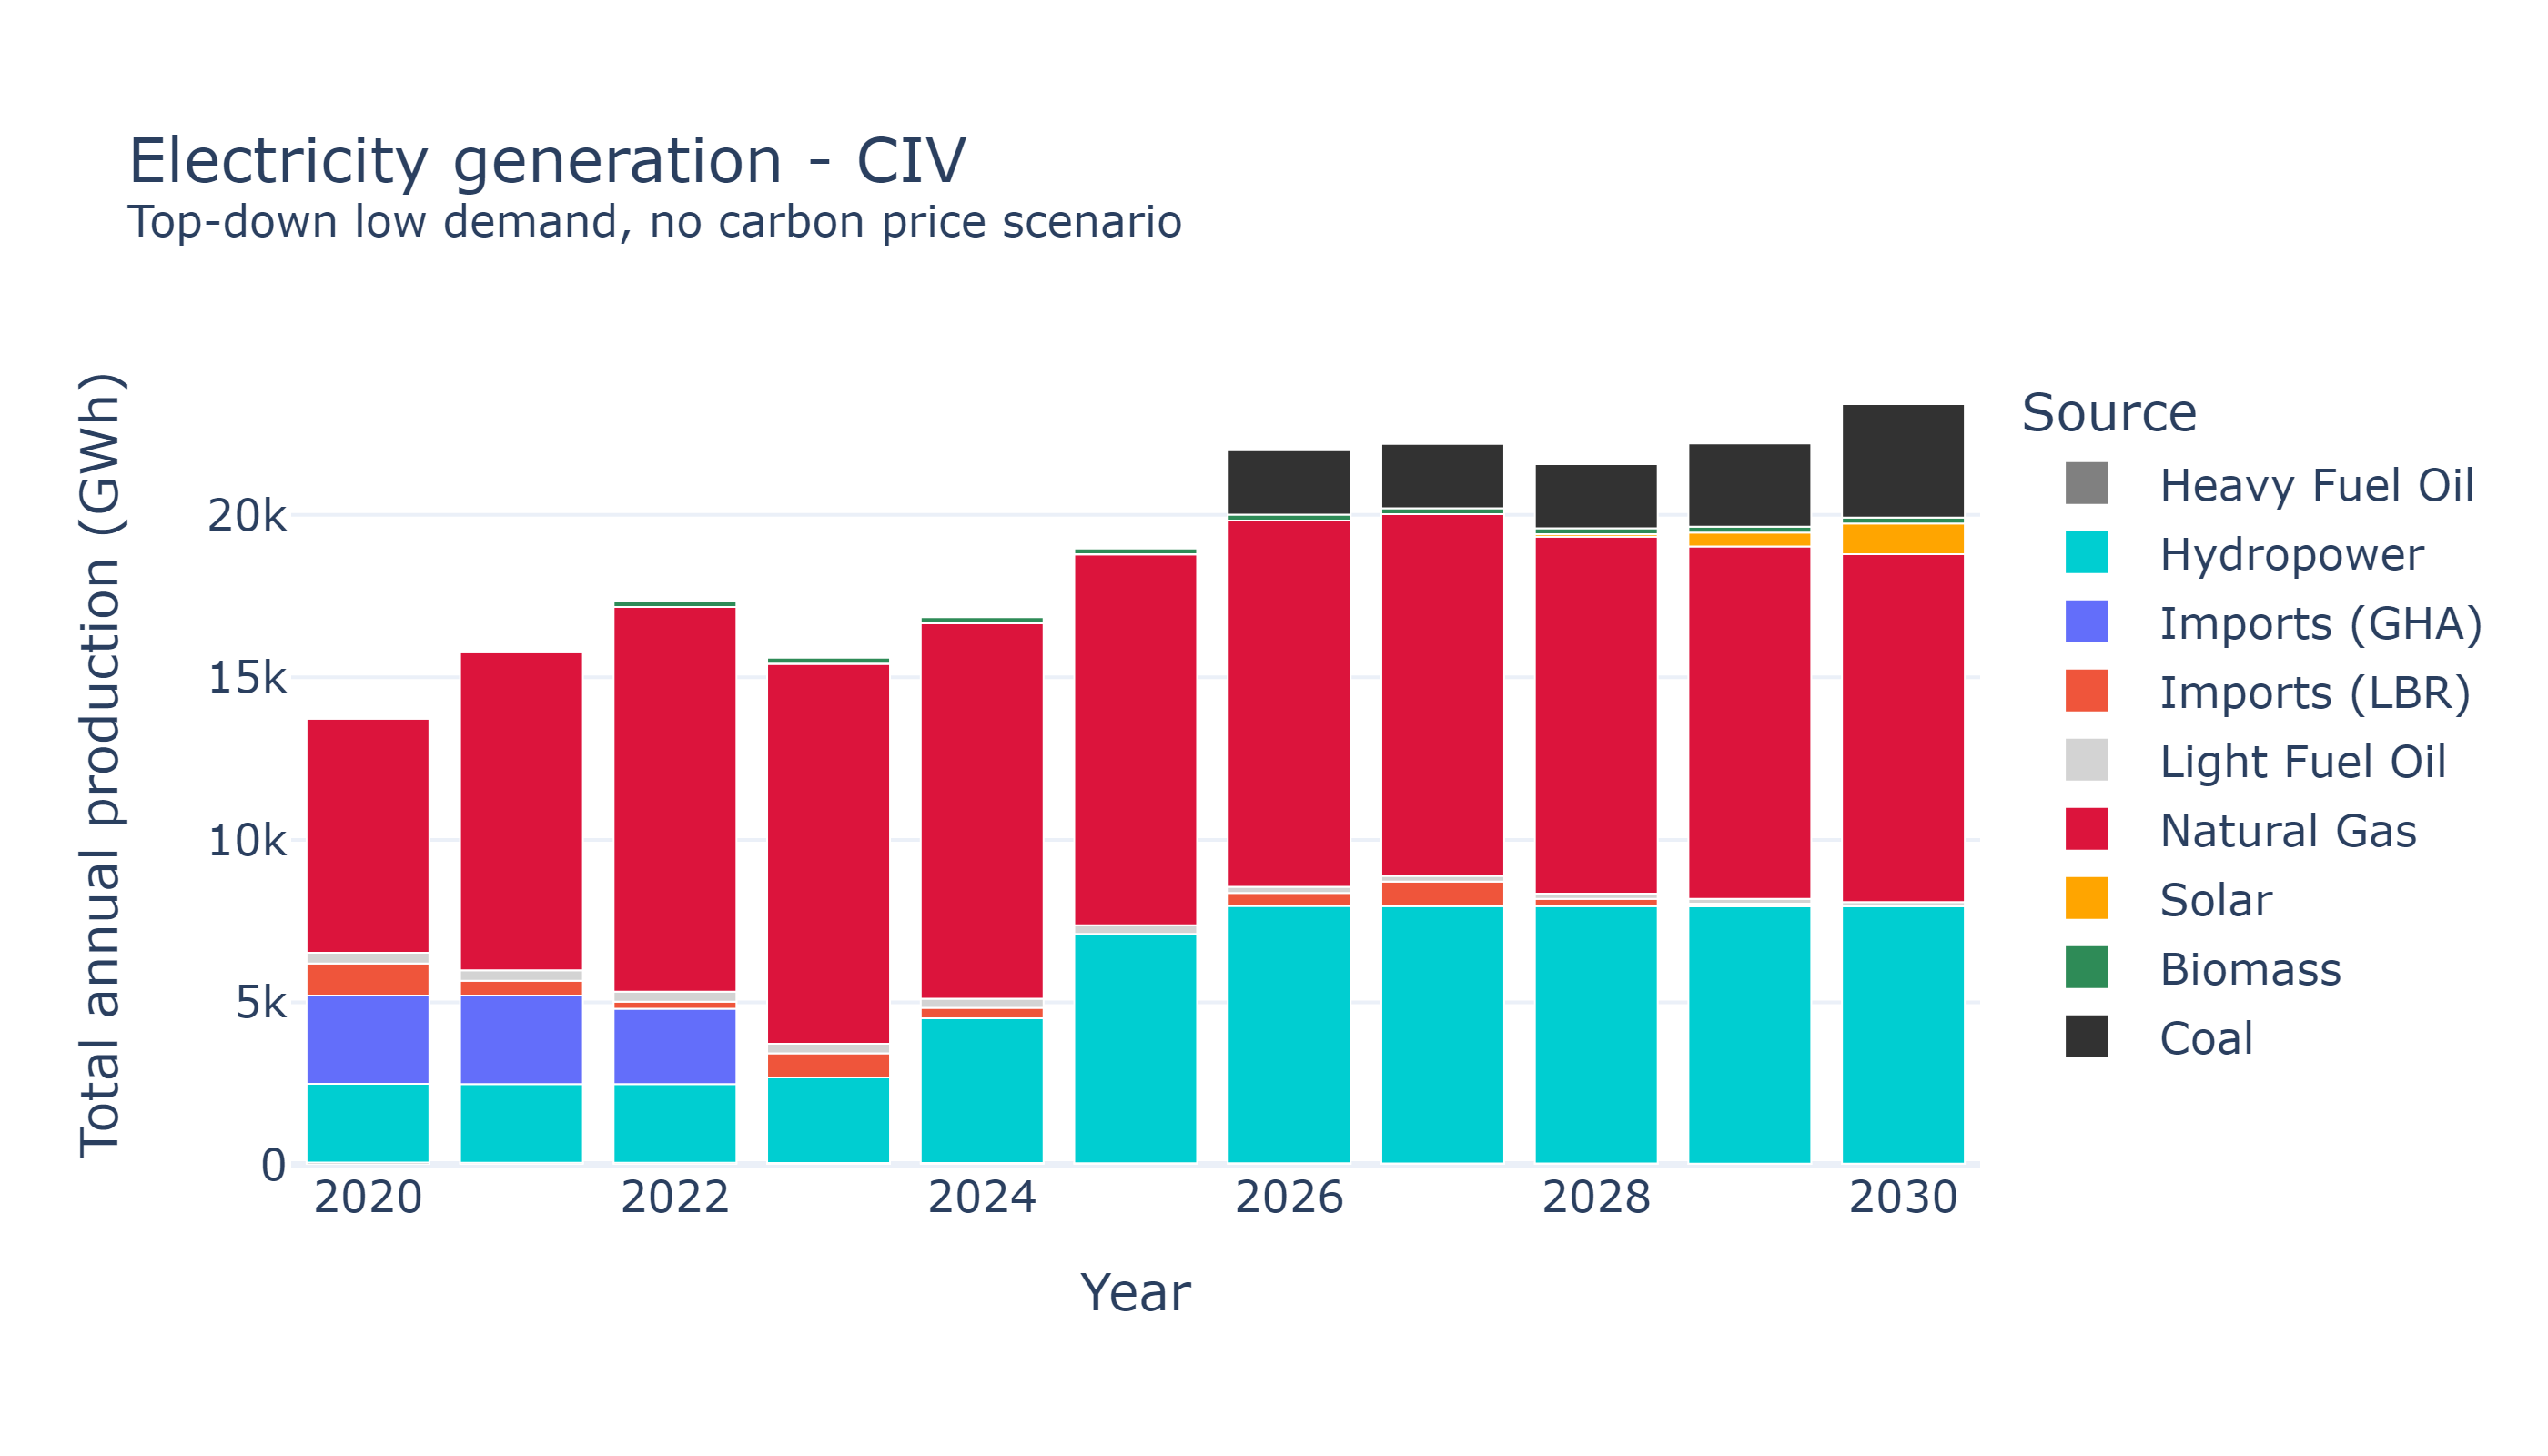 Electricity generation - CIV
Top-down low demand, no carbon price scenario
Total annual production (GWh)
20k
15k
10k
5k
0
2020 2022 2024 2026 2028 2030
Year
Source
Heavy Fuel Oil
Hydropower
Imports (GHA)
Imports (LBR)
Light Fuel Oil
Natural Gas
Solar
Biomass
Coal